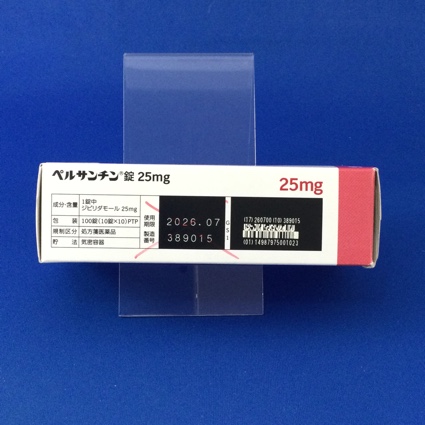 ペルサンチン®錠 25mg
25mg
成分・含量 1錠中 ジピリダモール 25mg
包装 100錠(10錠×10)PTP
規制区分 処方箋医薬品
貯法 気密容器
使用期限 2026.07
製造番号 389015
GS1
(17)260700(10)389015
(01)14987975001023